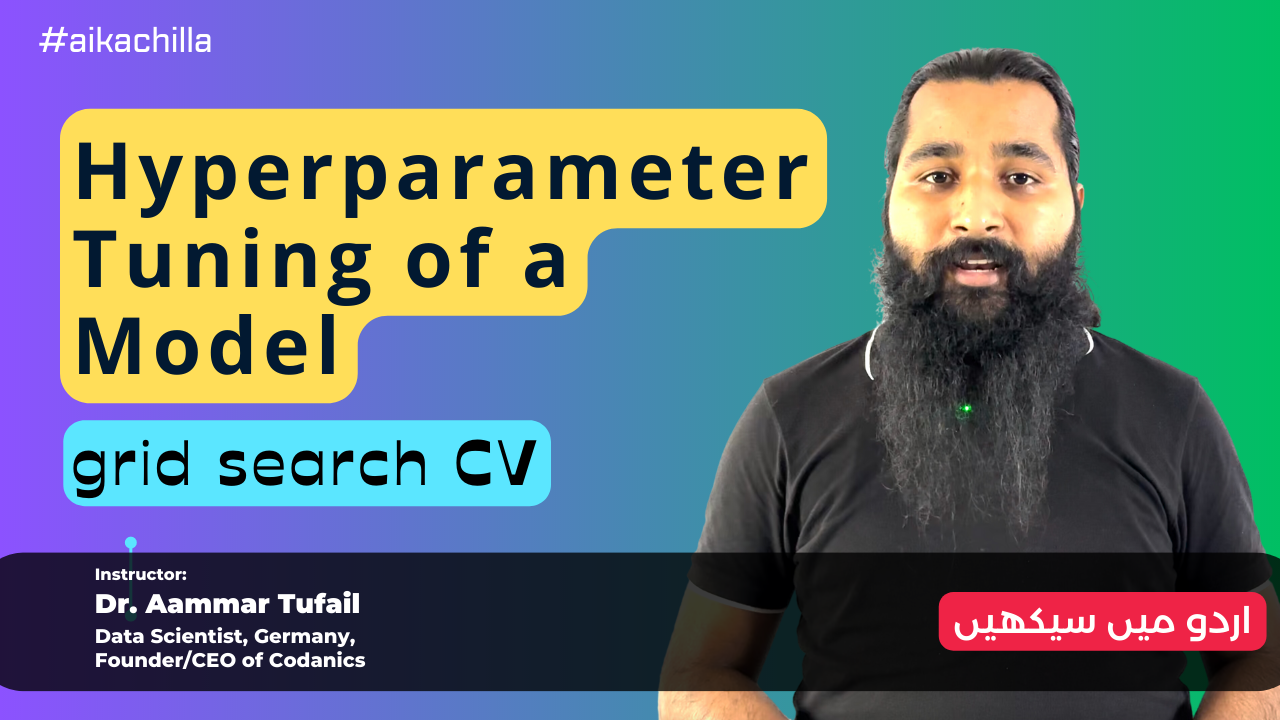 #aikachilla
Hyperparameter
Tuning of a
Model
grid search CV
Instructor:
Dr. Aammar Tufail
Data Scientist, Germany,
Founder/CEO of Codanics
اردو میں سیکھیں